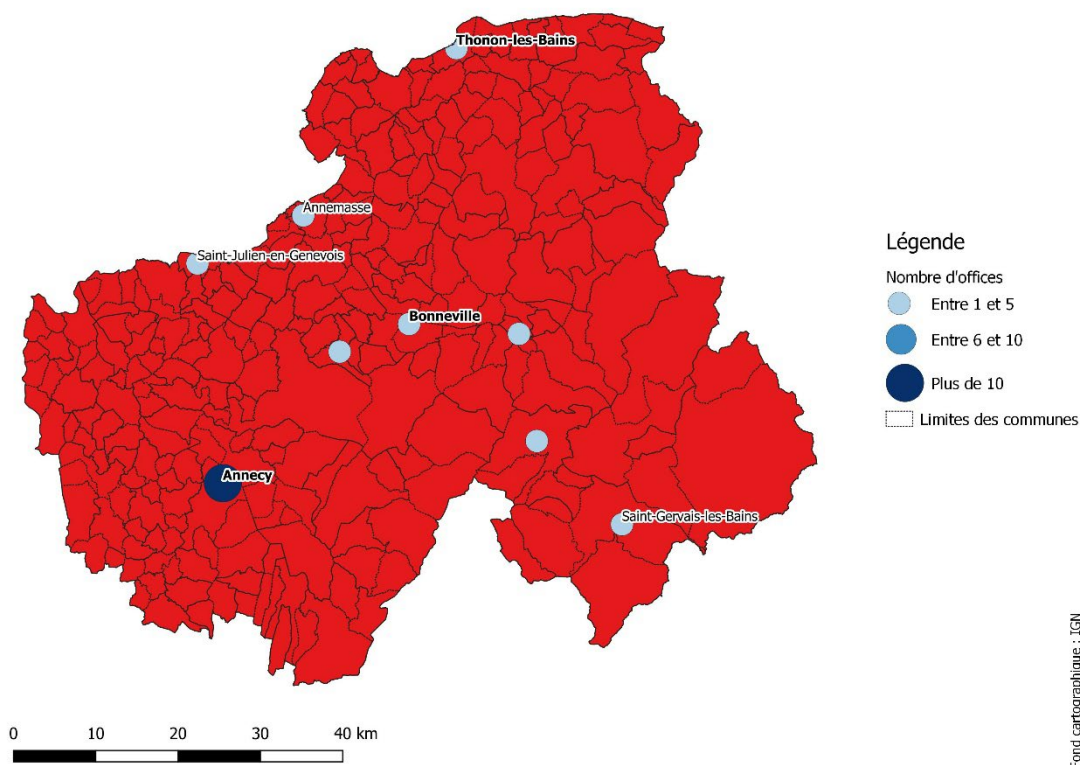 Thonon-les-Bains
Annemasse
Saint-Julien-en-Genevois
Bonneville
Annecy
Saint-Gervais-les-Bains
Légende
Nombre d'offices
Entre 1 et 5
Entre 6 et 10
Plus de 10
Limites des communes
0 10 20 30 40 km
Fond cartographique : IGN